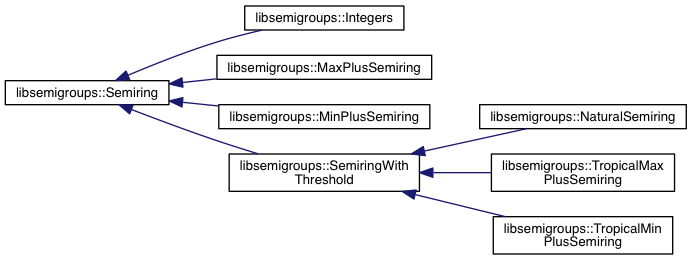 libsemigroups::Integers
libsemigroups::MaxPlusSemiring
libsemigroups::Semiring
libsemigroups::MinPlusSemiring
libsemigroups::NaturalSemiring
libsemigroups::SemiringWith
Threshold
libsemigroups::TropicalMax
PlusSemiring
libsemigroups::TropicalMin
PlusSemiring